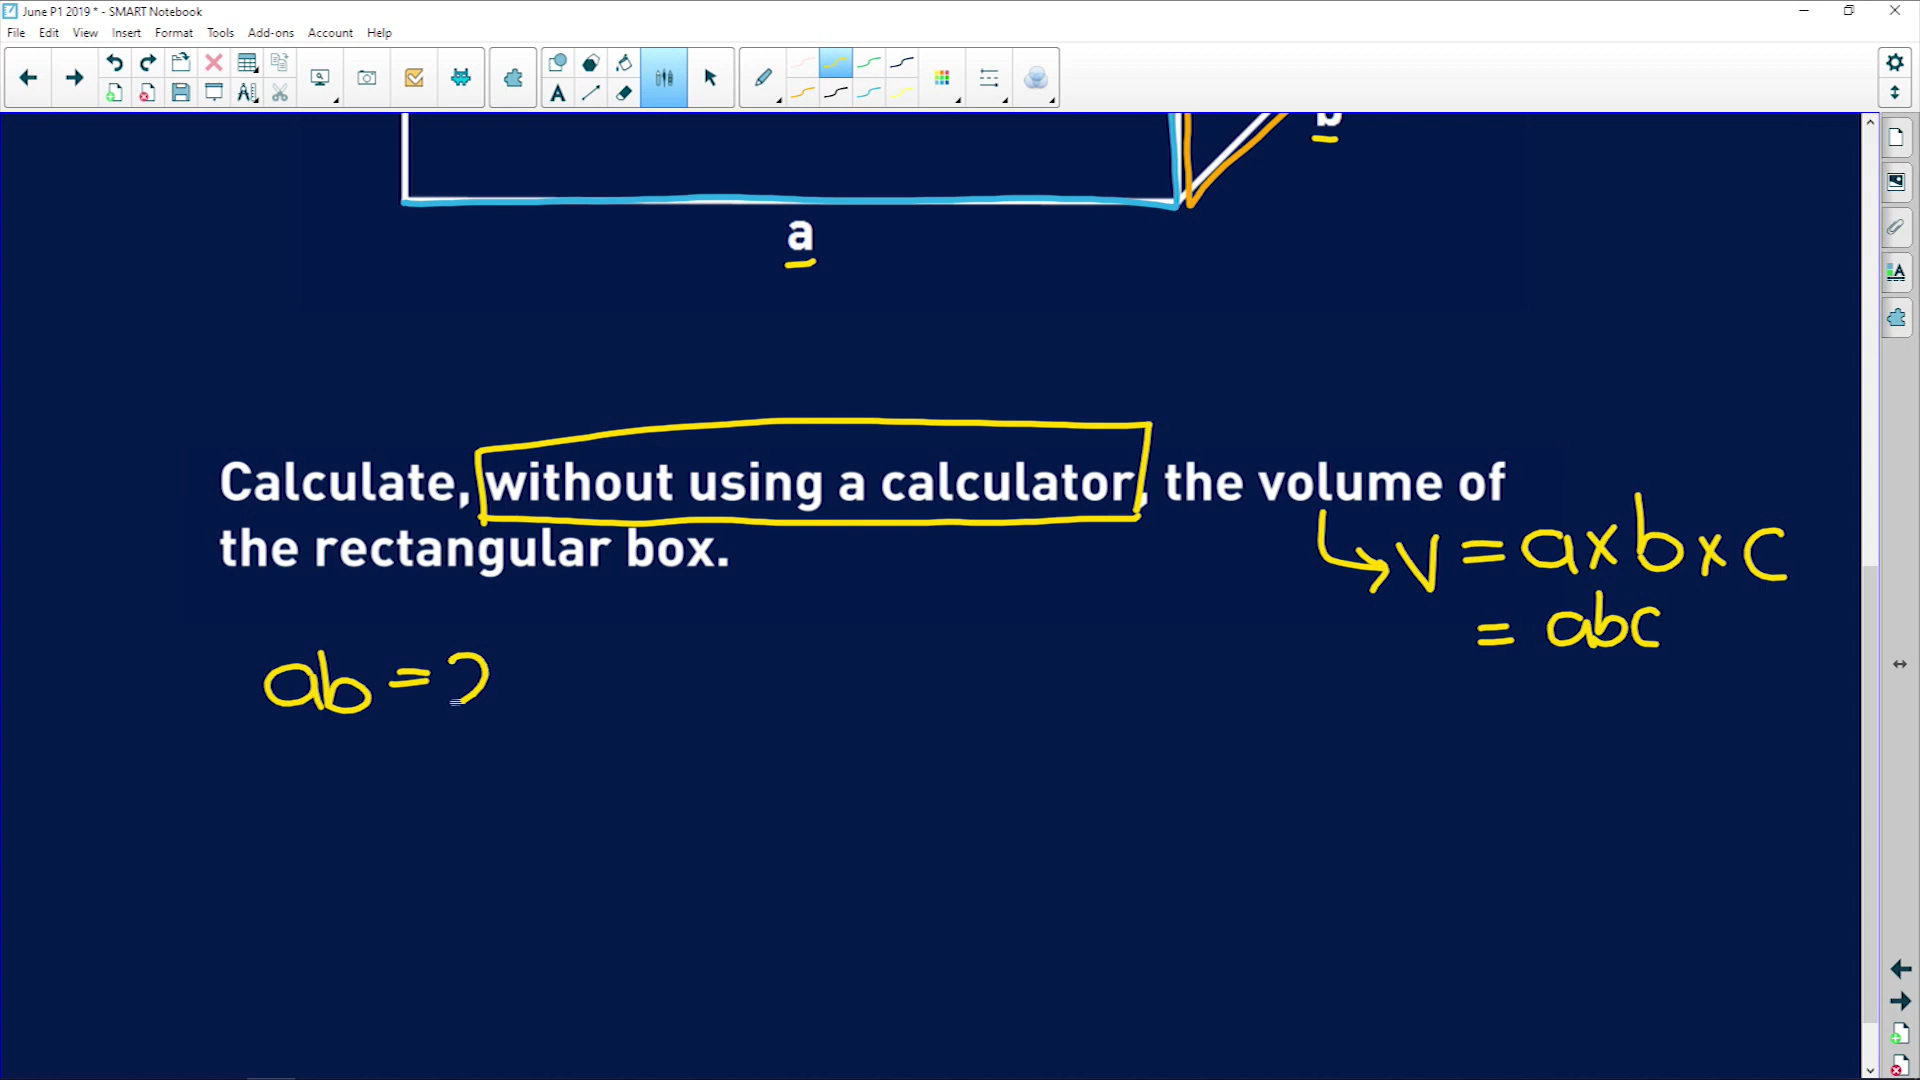 June P1 2019 * - SMART Notebook
File Edit View Insert Format Tools Add-ons Account Help
b
a
Calculate, without using a calculator, the volume of
the rectangular box.
V = a x b x c
= abc
ab = 2